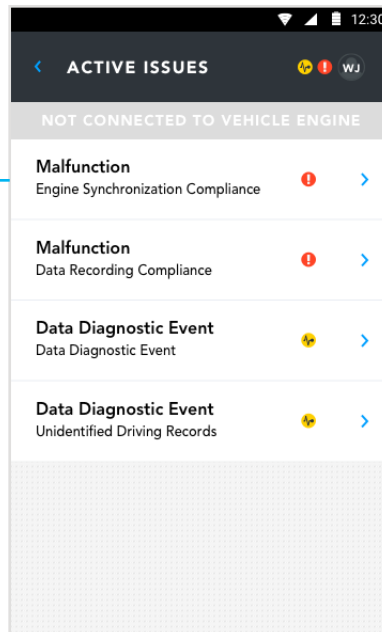 12:30
ACTIVE ISSUES
WJ
NOT CONNECTED TO VEHICLE ENGINE
Malfunction
Engine Synchronization Compliance
Malfunction
Data Recording Compliance
Data Diagnostic Event
Data Diagnostic Event
Data Diagnostic Event
Unidentified Driving Records